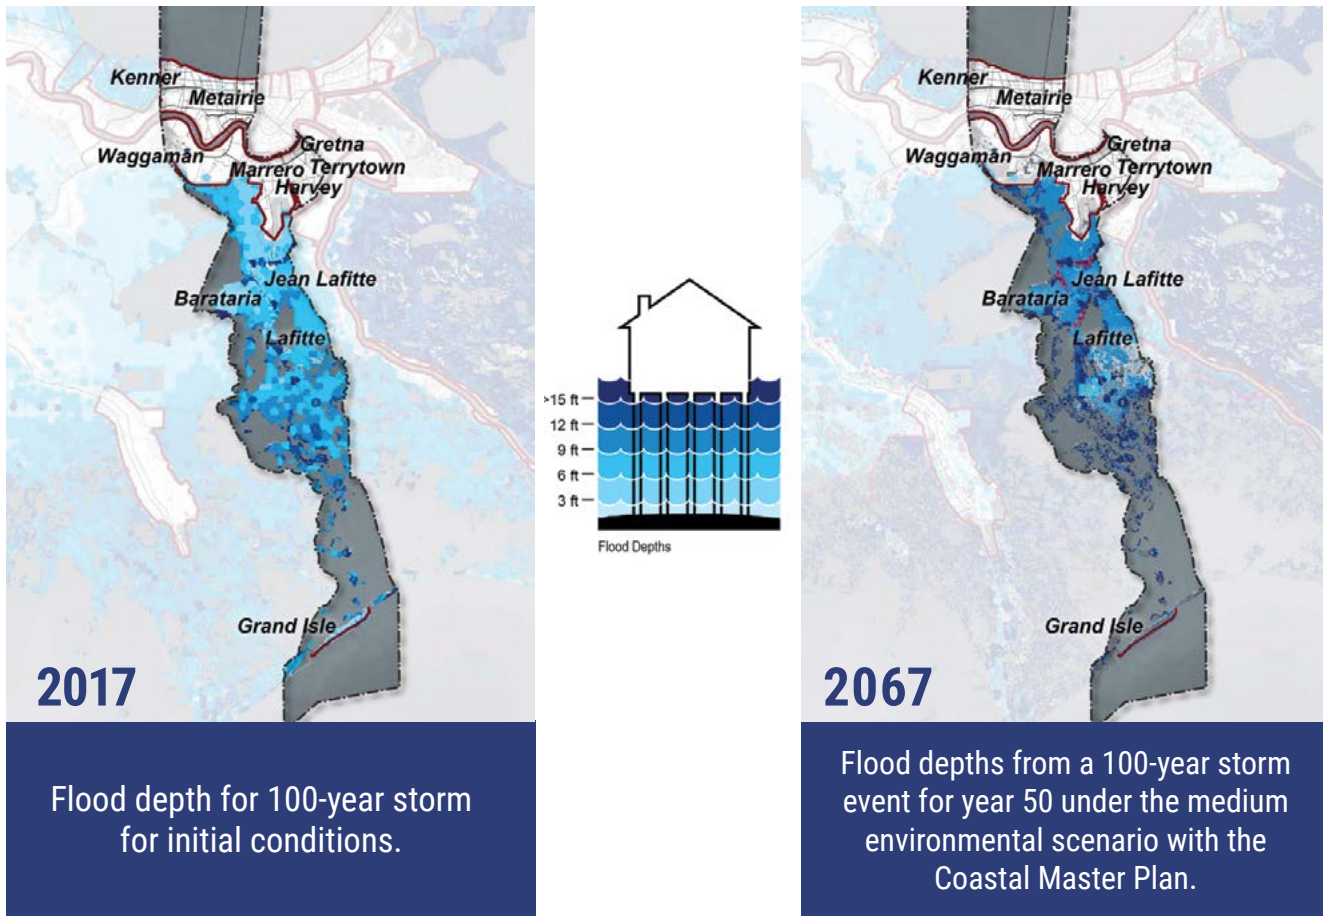 Kenner
Metairie
Gretna
Waggaman
Marrero Terrytown
Harvey
Jean Lafitte
Barataria
Lafitte
Grand Isle
2017
Flood depth for 100-year storm
for initial conditions.
>15 ft
12 ft
9 ft
6 ft
3 ft
Flood Depths
Kenner
Metairie
Gretna
Waggaman
Marrero Terrytown
Harvey
Jean Lafitte
Barataria
Lafitte
Grand Isle
2067
Flood depths from a 100-year storm
event for year 50 under the medium
environmental scenario with the
Coastal Master Plan.